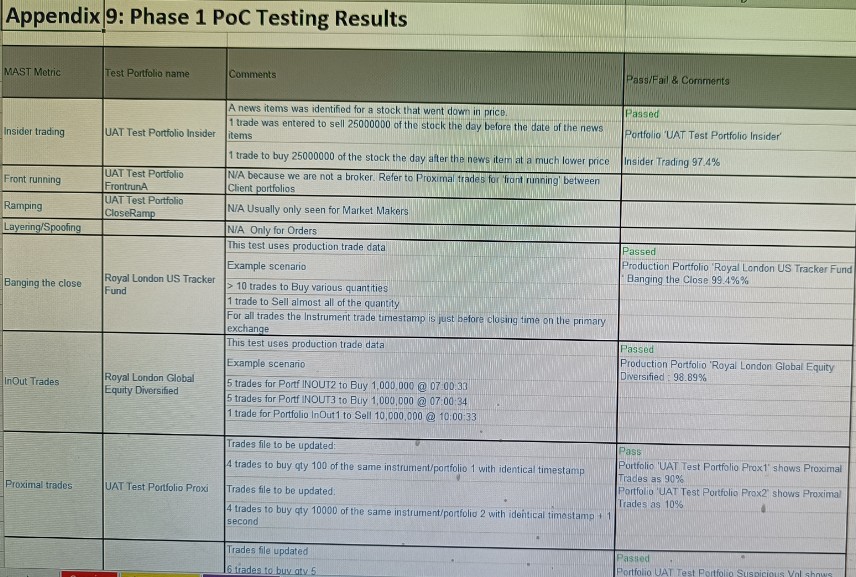 Appendix 9: Phase 1 PoC Testing Results
MAST Metric
Test Portfolio name
Comments
Pass/Fail & Comments
Insider trading
UAT Test Portfolio Insider
A news items was identified for a stock that went down in price.
1 trade was entered to sell 25000000 of the stock the day before the date of the news
items
1 trade to buy 25000000 of the stock day after the news item at a much lower price
Passed
Portfolio 'UAT Test Portfolio Insider'
Insider Trading 97.4%
Front running
UAT Test Portfolio
FrontrunA
N/A because we are not a broker. Refer to Proximal trades for 'front running' between
Client portfolios
Ramping
UAT Test Portfolio
CloseRamp
N/A Usually only seen for Market Makers
Layering/Spoofing
N/A Only for Orders
Banging the close
Royal London US Tracker
Fund
This test uses production trade data
Example scenario
> 10 trades to Buy various quantities
1 trade to Sell almost all of the quantity
For all trades the Instrument trade timestamp is just before closing time on the primary
exchange
Passed
Production Portfolio 'Royal London US Tracker Fund
' Banging the Close 99.4%%
InOut Trades
Royal London Global
Equity Diversified
This test uses production trade data
Example scenario
5 trades for Portf INOUT2 to Buy 1,000,000 @ 07:00:33
5 trades for Portf INOUT3 to Buy 1,000,000 @ 07:00:34
1 trade for Portfolio InOut1 to Sell 10,000,000 @ 10:00:33
Passed
Production Portfolio 'Royal London Global Equity
Diversified : 98.89%
Proximal trades
UAT Test Portfolio Proxi
Trades file to be updated:
4 trades to buy qty 100 of the same instrument/portfolio 1 with identical timestamp
Trades file to be updated:
4 trades to buy qty 10000 of the same instrument/portfolio 2 with identical timestamp + 1
second
Pass
Portfolio 'UAT Test Portfolio Prox1' shows Proximal
Trades as 90%
Portfolio 'UAT Test Portfolio Prox2' shows Proximal
Trades as 10%
Trades file updated
6 trades to buy qty 5
Passed
Portfolio UAT Test Portfolio Suspicious Vol shows